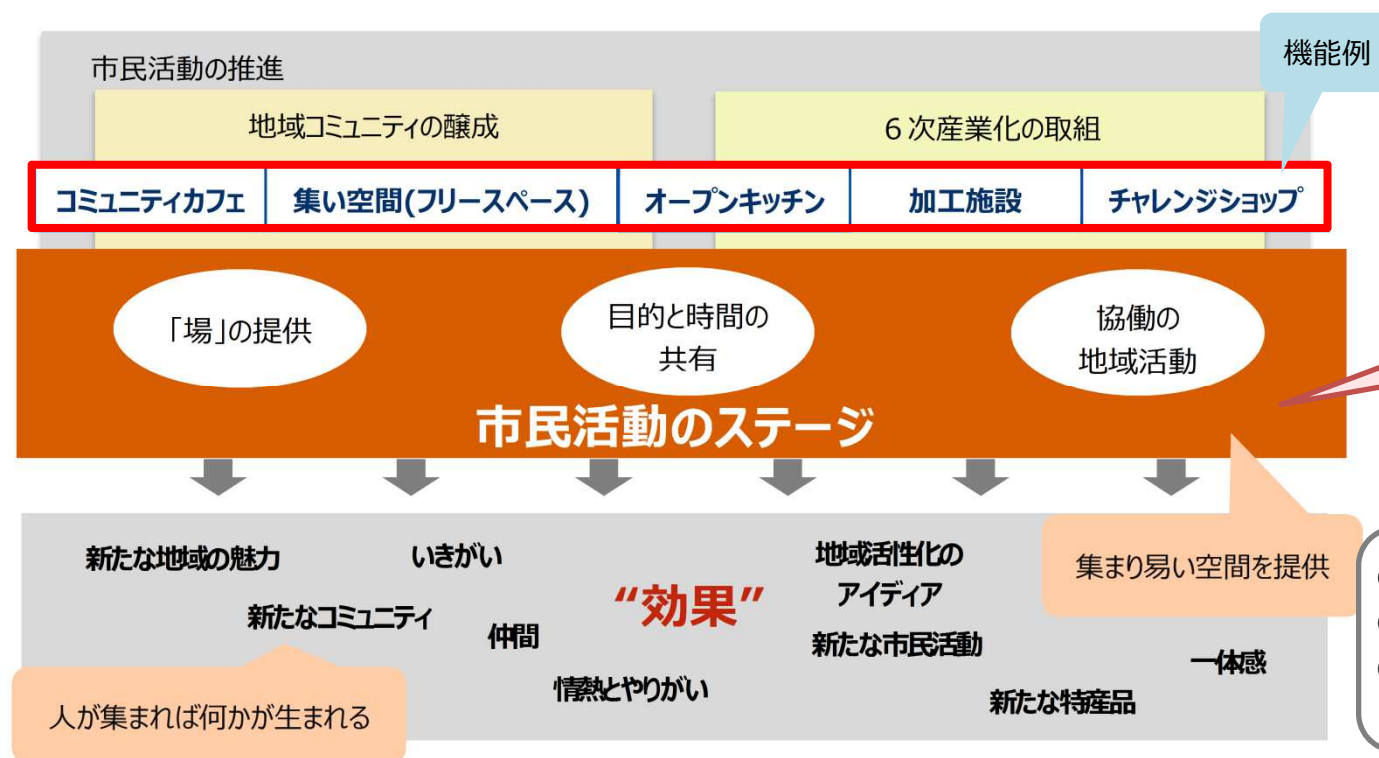 機能例
市民活動の推進
地域コミュニティの醸成
６次産業化の取組
コミュニティカフェ
集い空間(フリースペース)
オープンキッチン
加工施設
チャレンジショップ
「場」の提供
目的と時間の
共有
協働の
地域活動
市民活動のステージ
集まり易い空間を提供
新たな地域の魅力
いきがい
地域活性化の
アイディア
“効果”
新たなコミュニティ
仲間
新たな市民活動
一体感
情熱とやりがい
新たな特産品
人が集まれば何かが生まれる